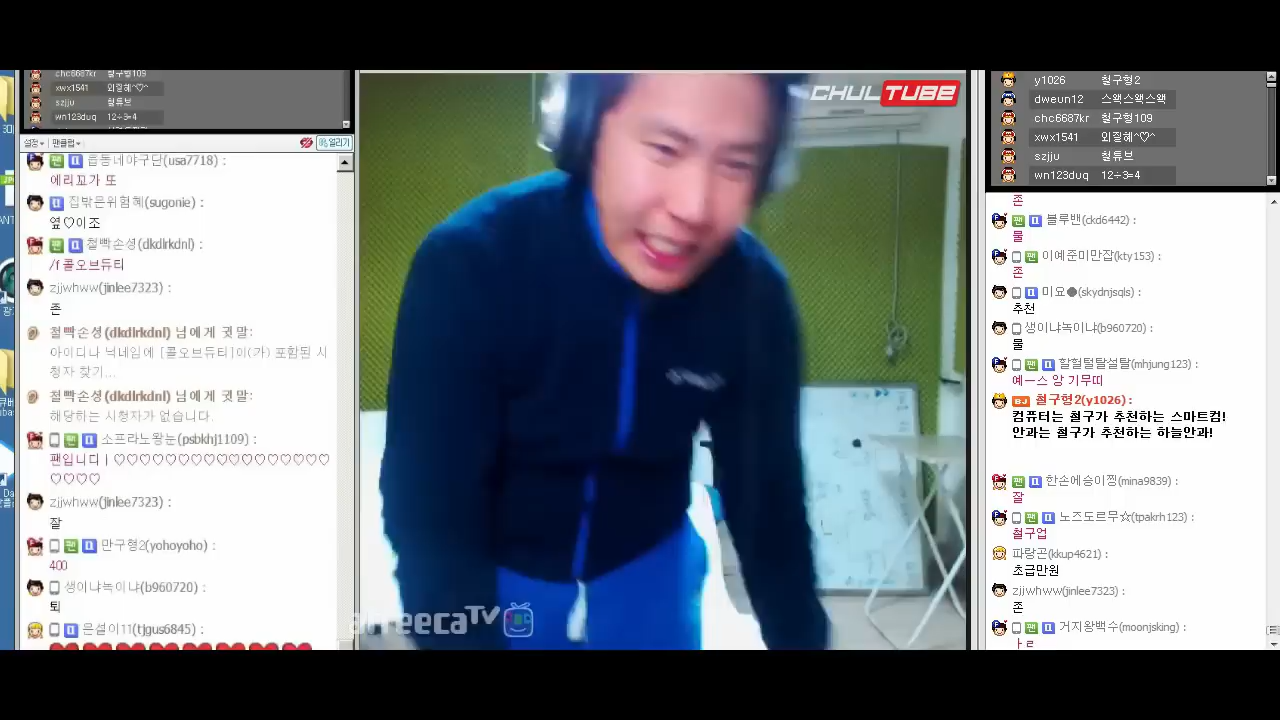 chc6687kr 철구형109
xwx1541 외질혜^♡^
szjju 철튜브
wn123duq 12÷3=4
설정 팬클럽 얼리기
팬 읍동네야구단(usa7718) :
에리꼬가 또
집밖은위험혜(sugonie) :
옆♡이조
팬 철빡손셩(dkdlrkdnl) :
/f 콜오브듀티
zjjwhww(jinlee7323) :
존
철빡손셩(dkdlrkdnl) 님에게 귓말:
아이디나 닉네임에 [콜오브듀티]이(가) 포함된 시
청자 찾기...
철빡손셩(dkdlrkdnl) 님에게 귓말:
해당하는 시청자가 없습니다.
팬 소프라노왕눈(psbkhj1109) :
팬입니디ㅣ♡♡♡♡♡♡♡♡♡♡♡♡♡♡♡♡♡
♡♡♡♡
zjjwhww(jinlee7323) :
잘
팬 만구형2(yohoyoho) :
400
생이냐녹이냐(b960720) :
퇴
은설이11(tjgus6845) :
CHULTUBE
afreecaTV
y1026 철구형2
dweun12 스왝스왝스왝
chc6687kr 철구형109
xwx1541 외질혜^♡^
szjju 철튜브
wn123duq 12÷3=4
존
팬 블루밴(ckd6442) :
물
팬 이예준미만잡(kty153) :
존
미요●(skydnjsqls) :
추천
생이냐녹이냐(b960720) :
물
팬 할헐털탈설탈(mhjung123) :
예ㅡ스 앙 기무띠
BJ 철구형2(y1026) :
컴퓨터는 철구가 추천하는 스마트컴!
안과는 철구가 추천하는 하늘안과!
팬 한손에승이찡(mina9839) :
잘
팬 노즈도르무☆(tpakrh123) :
철구업
파랑곤(kkup4621) :
초급만원
zjjwhww(jinlee7323) :
존
팬 거지왕백수(moonjsking) :
ㅏㄹ